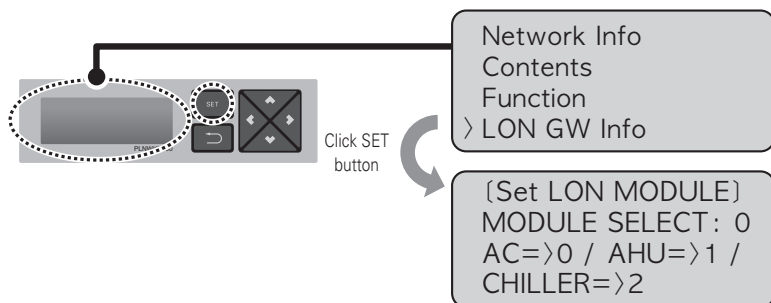 Network Info
Contents
Function
〉LON GW Info
SET
Click SET
button
〔Set LON MODULE〕
MODULE SELECT: 0
AC=〉0 / AHU=〉1 /
CHILLER=〉2